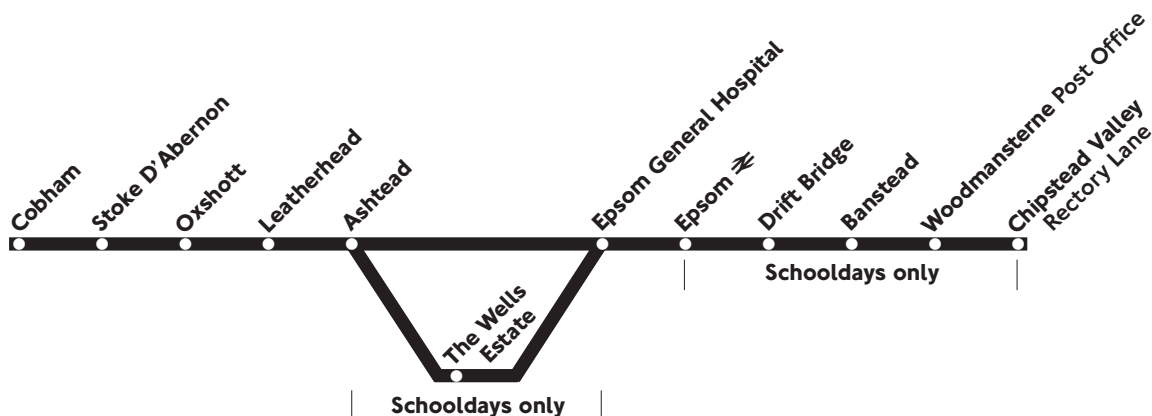 Cobham
Stoke D'Abernon
Oxshott
Leatherhead
Ashtead
Epsom General Hospital
Epsom
Drift Bridge
Banstead
Woodmansterne Post Office
Chipstead Valley
Rectory Lane
Schooldays only
The Wells
Estate
Schooldays only